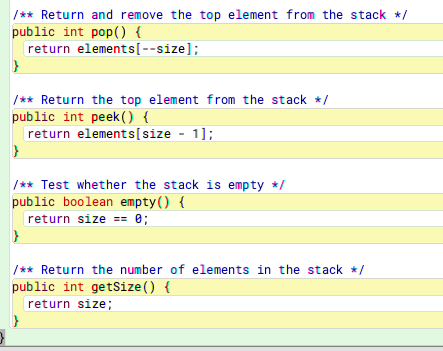 /** Return and remove the top element from the stack */
public int pop() {
  return elements[--size];
}

/** Return the top element from the stack */
public int peek() {
  return elements[size - 1];
}

/** Test whether the stack is empty */
public boolean empty() {
  return size == 0;
}

/** Return the number of elements in the stack */
public int getSize() {
  return size;
}
}